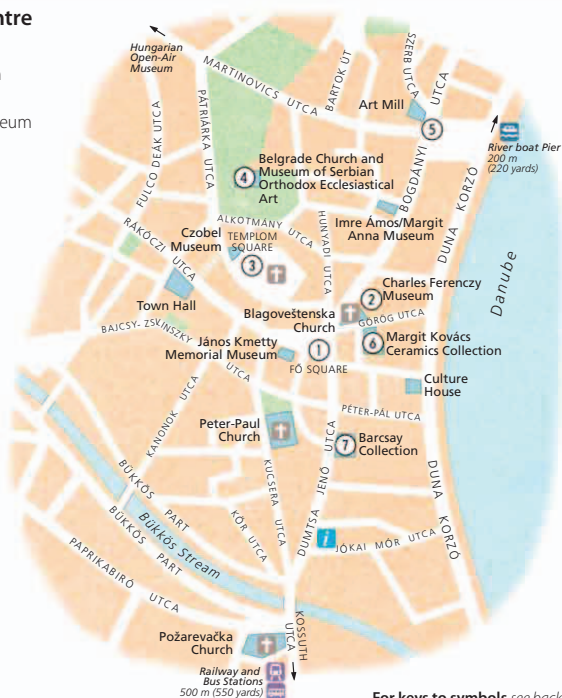 ntre
eum
Hungarian
Open-Air
Museum
MARTINOVICS UTCA
BARTOK ÚT
SZERB UTCA
UTCA
Art Mill
5
River boat Pier
200 m
(220 yards)
PÁTRIÁRKA UTCA
FULCO DEÁK UTCA
4
Belgrade Church and
Museum of Serbian
Orthodox Ecclesiastical
Art
BOGDÁNYI
DUNA KORZÓ
Imre Ámos/Margit
Anna Museum
ALKOTMÁNY UTCA
HUNYADI UTCA
RÁKÓCZI UTCA
Czobel
Museum
TEMPLOM
SQUARE
3
Danube
Town Hall
2
Charles Ferenczy
Museum
Blagoveštenska
Church
GÖRÖG UTCA
BAJCSY-ZSILINSZKY UTCA
János Kmetty
Memorial Museum
1
FŐ SQUARE
6
Margit Kovács
Ceramics Collection
Culture
House
KANONOK UTCA
PÉTER-PÁL UTCA
Peter-Paul
Church
7
Barcsay
Collection
KUCSERA UTCA
DUMTSA JENŐ UTCA
DUNA KORZÓ
BÜKKÖS PART
BÜKKÖS PART
Bükkös Stream
KÖR UTCA
i
JÓKAI MÓR UTCA
PAPRIKABIRÓ UTCA
KOSSUTH
UTCA
Požarevačka
Church
Railway and
Bus Stations
500 m (550 yards)
For keys to symbols see back